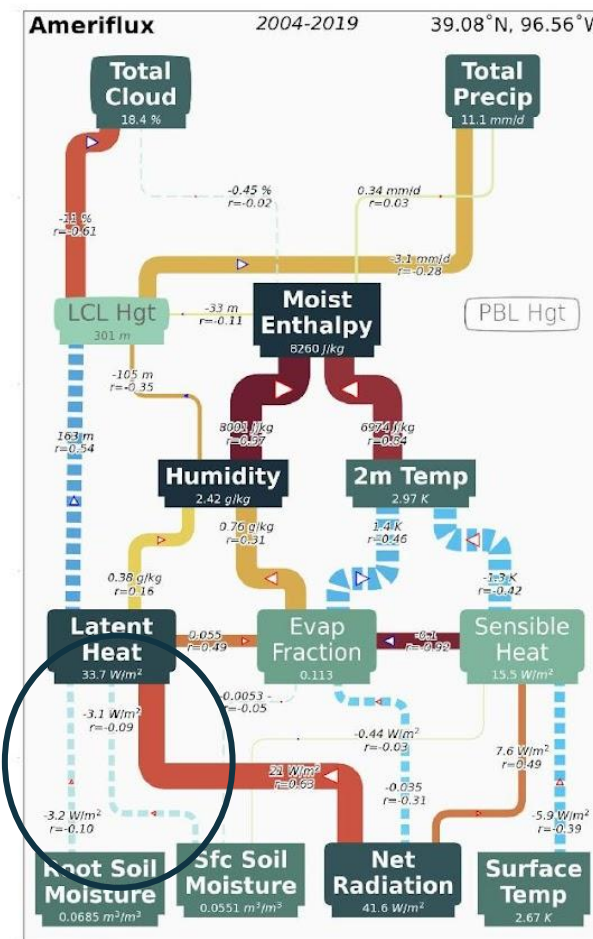 Ameriflux 2004-2019 39.08°N, 96.56°W
Total
Cloud
18.4 %
Total
Precip
11.1 mm/d
-0.45 %
r=-0.02
0.34 mm/d
r=0.03
-11 %
r=-0.61
-3.1 mm/d
r=-0.28
LCL Hgt
301 m
-33 m
r=-0.11
Moist
Enthalpy
8260 J/kg
PBL Hgt
-105 m
r=-0.35
163 m
r=0.54
8001 J/kg
r=0.97
6974 J/kg
r=0.84
Humidity
2.42 g/kg
2m Temp
2.97 K
0.76 g/kg
r=0.31
1.4 K
r=0.46
-1.3 K
r=-0.42
0.38 g/kg
r=0.16
Latent
Heat
33.7 W/m²
0.055
r=0.49
Evap
Fraction
0.113
-0.1
r=-0.92
Sensible
Heat
15.5 W/m²
-3.1 W/m²
r=-0.09
-0.0053
r=-0.05
-0.44 W/m²
r=-0.03
21 W/m²
r=0.63
7.6 W/m²
r=0.49
-0.035
r=-0.31
-3.2 W/m²
r=-0.10
-5.9 W/m²
r=-0.39
Root Soil
Moisture
0.0685 m³/m³
Sfc Soil
Moisture
0.0551 m³/m³
Net
Radiation
41.6 W/m²
Surface
Temp
2.67 K